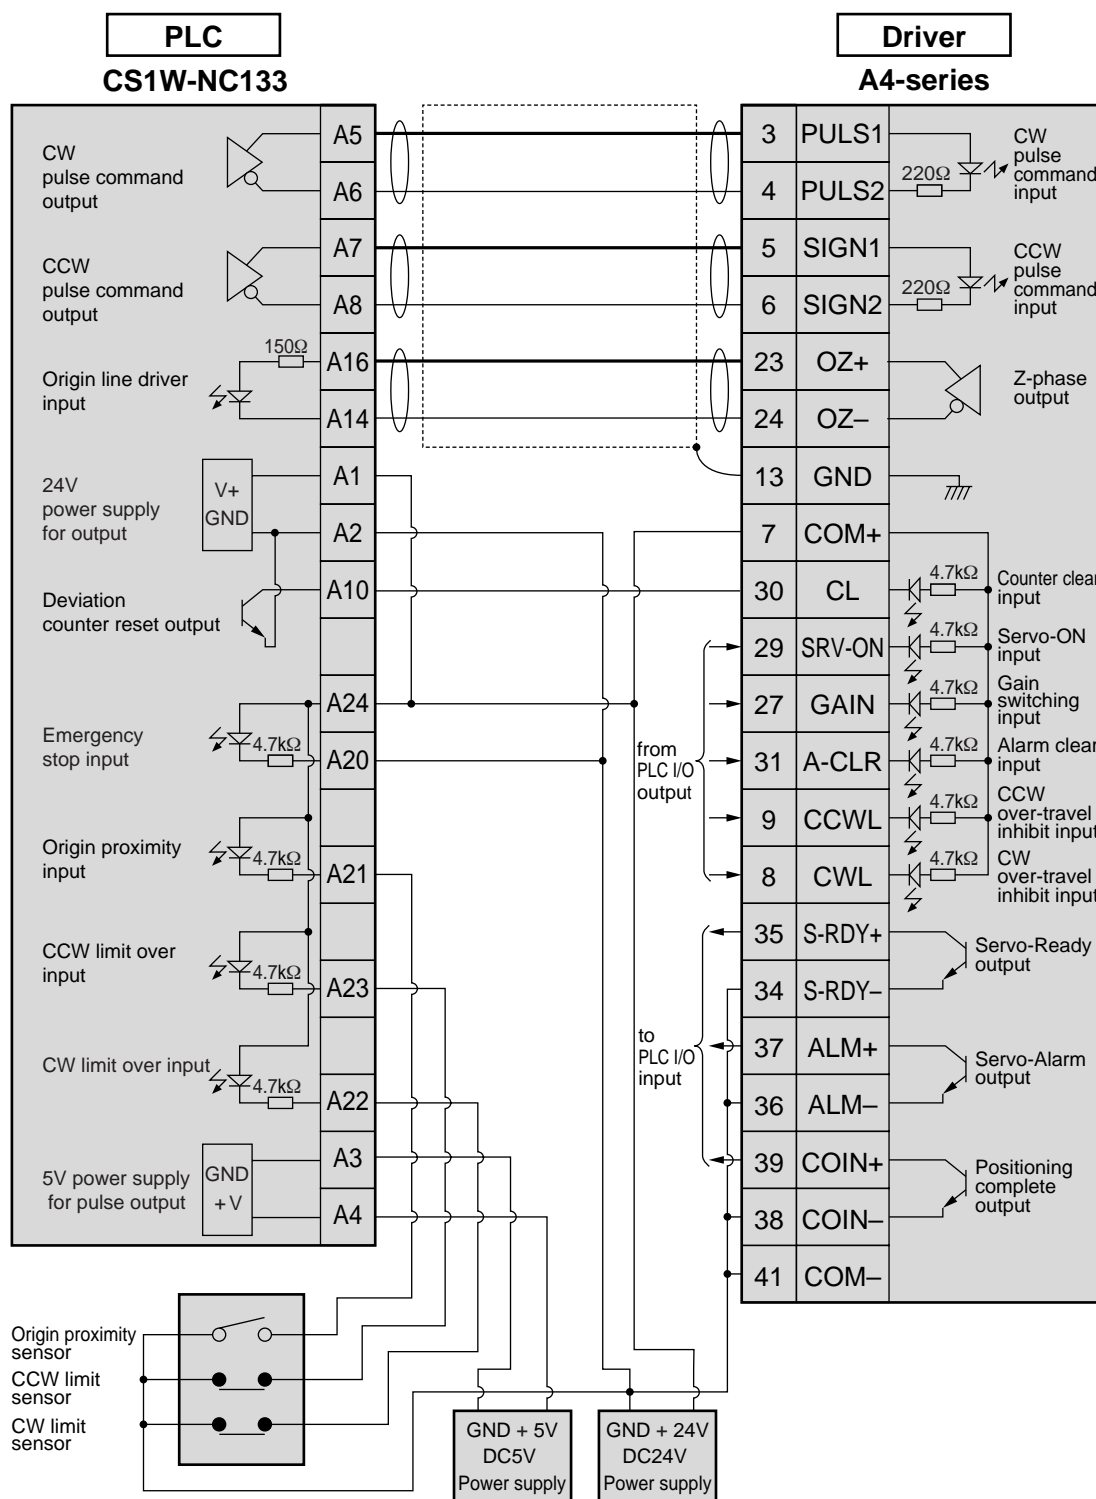 PLC
CS1W-NC133
Driver
A4-series
CW
pulse command
output
A5
A6
CCW
pulse command
output
A7
A8
Origin line driver
input
150Ω
A16
A14
24V
power supply
for output
V+
GND
A1
A2
Deviation
counter reset output
A10
Emergency
stop input
4.7kΩ
A24
A20
Origin proximity
input
4.7kΩ
A21
CCW limit over
input
4.7kΩ
A23
CW limit over input
4.7kΩ
A22
5V power supply
for pulse output
GND
+ V
A3
A4
3 PULS1
4 PULS2
220Ω
CW
pulse
command
input
5 SIGN1
6 SIGN2
220Ω
CCW
pulse
command
input
23 OZ+
24 OZ–
Z-phase
output
13 GND
7 COM+
30 CL
4.7kΩ
Counter clear
input
29 SRV-ON
4.7kΩ
Servo-ON
input
27 GAIN
4.7kΩ
Gain
switching
input
31 A-CLR
4.7kΩ
Alarm clear
input
9 CCWL
4.7kΩ
CCW
over-travel
inhibit input
8 CWL
4.7kΩ
CW
over-travel
inhibit input
from
PLC I/O
output
35 S-RDY+
34 S-RDY–
Servo-Ready
output
37 ALM+
36 ALM–
Servo-Alarm
output
39 COIN+
38 COIN–
Positioning
complete
output
41 COM–
to
PLC I/O
input
Origin proximity
sensor
CCW limit
sensor
CW limit
sensor
GND + 5V
DC5V
Power supply
GND + 24V
DC24V
Power supply